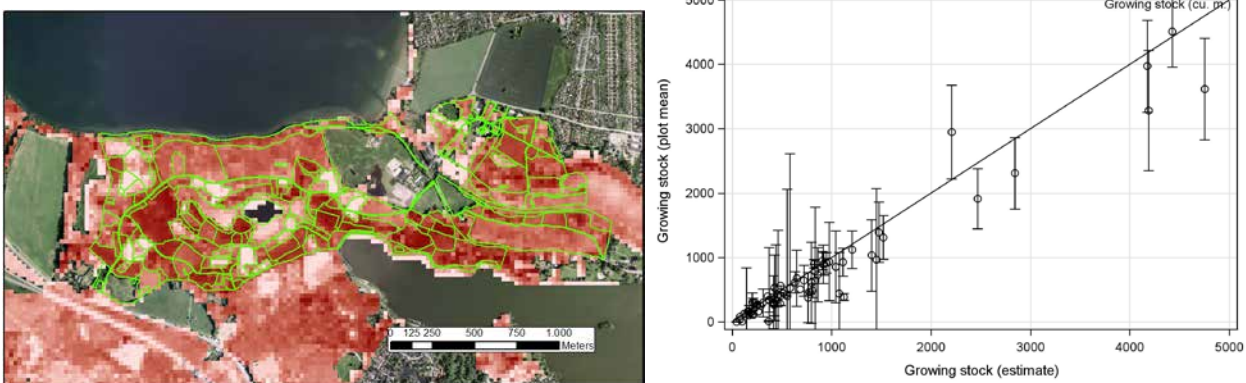 0 125 250 500 750 1.000
Meters
5000
Growing stock (cu. m.)
4000
3000
2000
1000
0
Growing stock (plot mean)
0 1000 2000 3000 4000 5000
Growing stock (estimate)